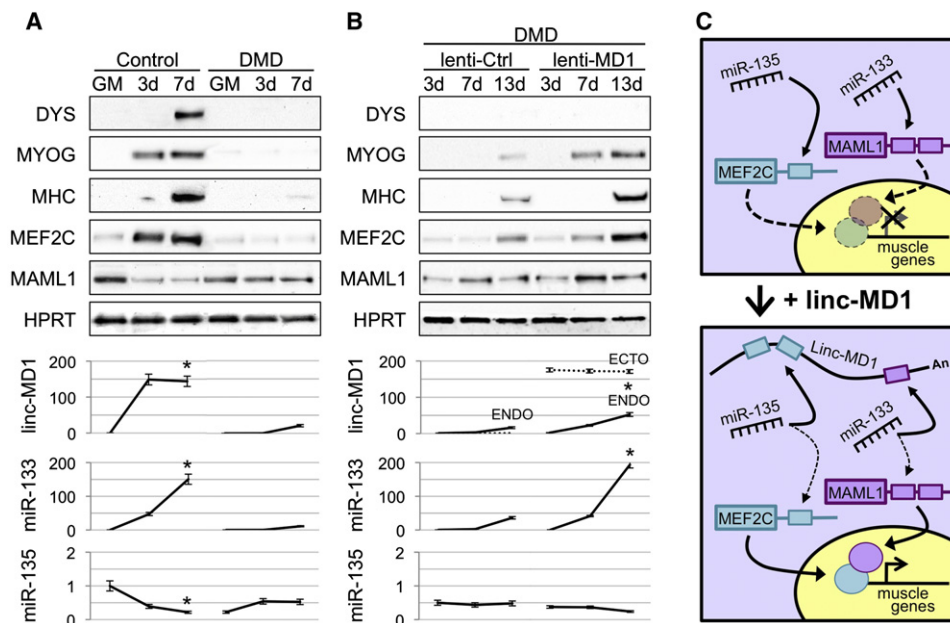 A
Control
DMD
GM 3d 7d GM 3d 7d
DYS
MYOG
MHC
MEF2C
MAML1
HPRT
linc-MD1
200
100
0
*
miR-133
200
100
0
*
miR-135
2
1
0
*
B
DMD
lenti-Ctrl lenti-MD1
3d 7d 13d 3d 7d 13d
DYS
MYOG
MHC
MEF2C
MAML1
HPRT
linc-MD1
200
100
0
ECTO
*
ENDO
ENDO
miR-133
200
100
0
*
miR-135
2
1
0
C
miR-135
miR-133
MAML1
MEF2C
muscle
genes
+ linc-MD1
Linc-MD1
An
miR-135
miR-133
MAML1
MEF2C
muscle
genes